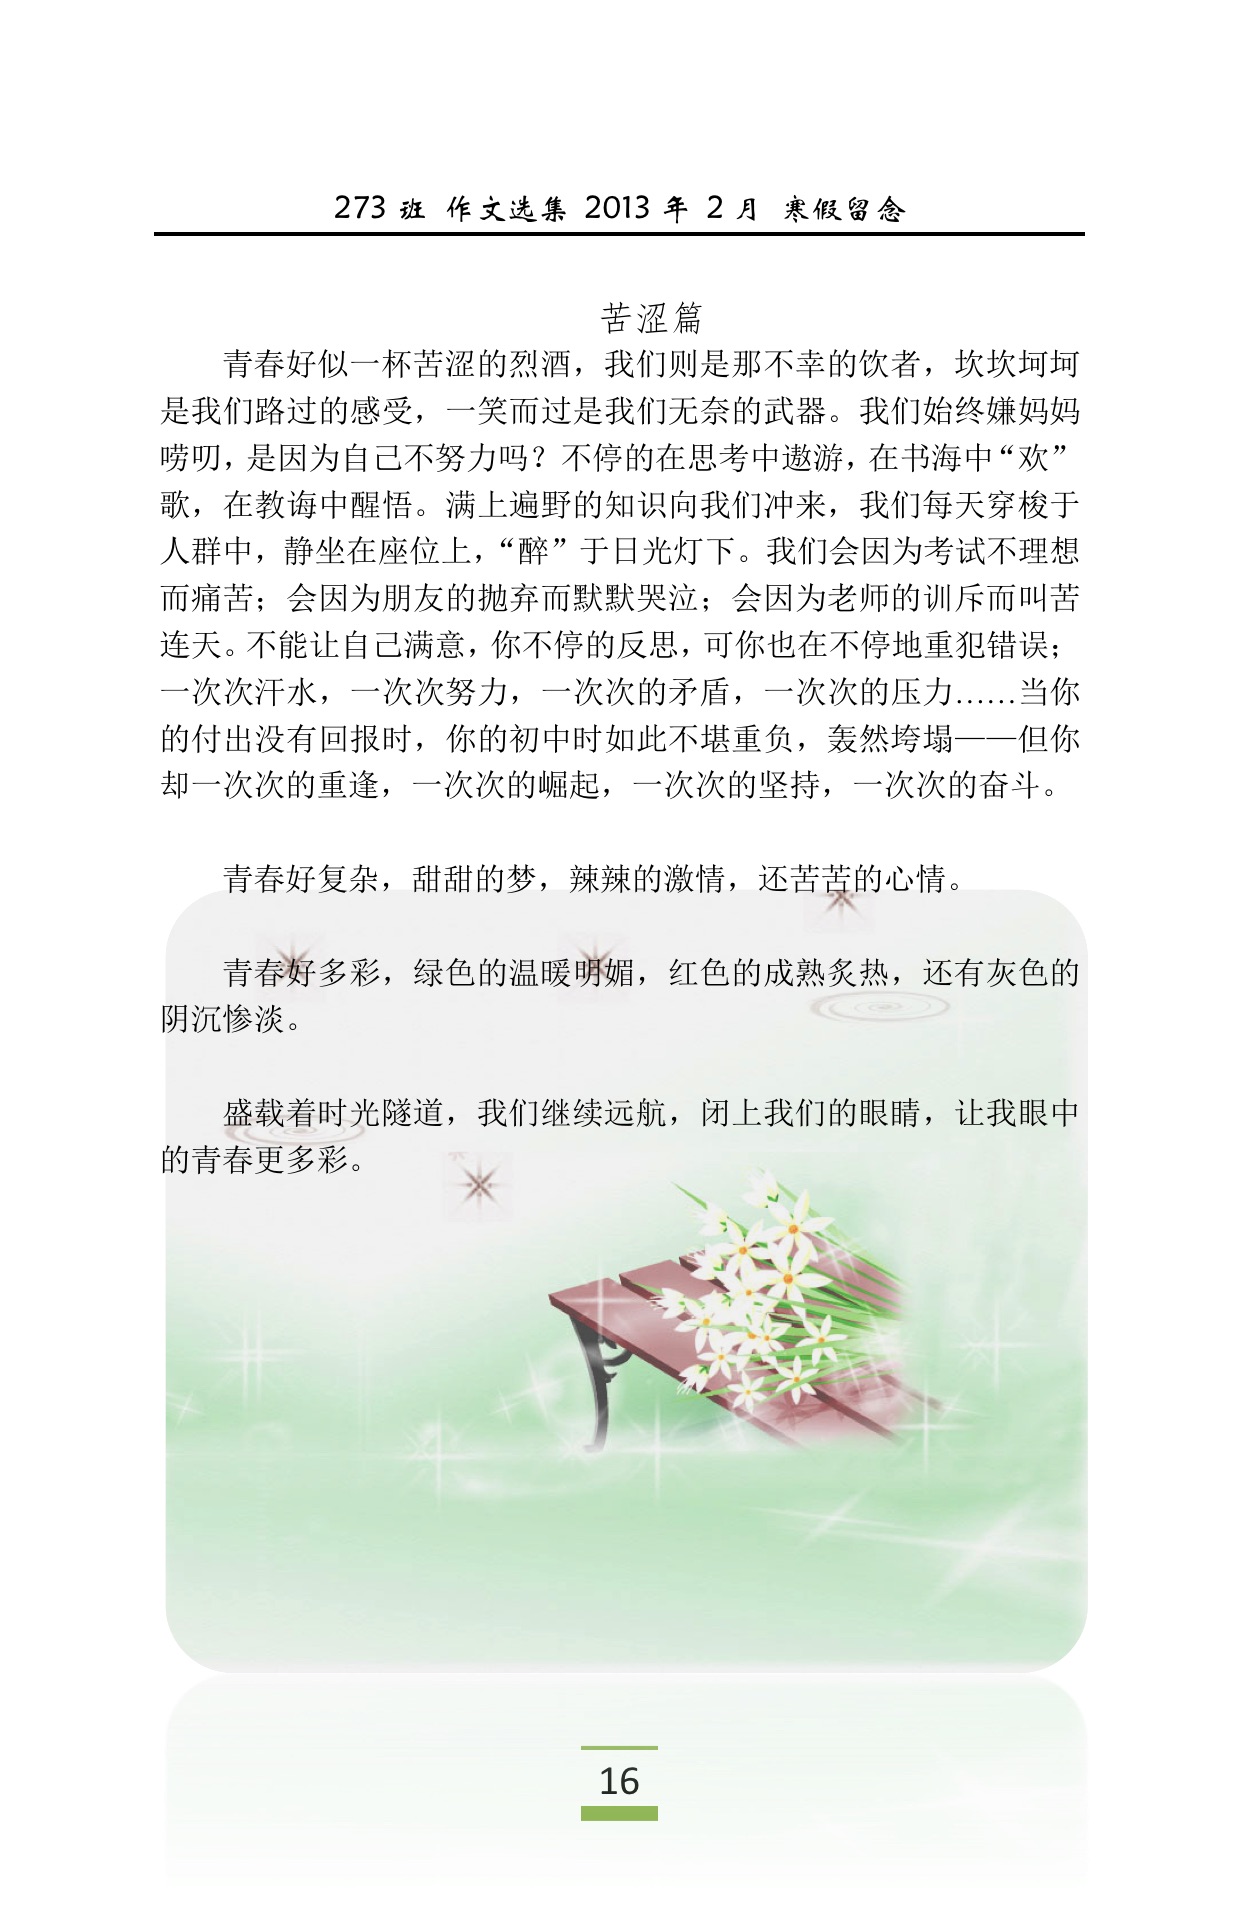 273 班 作文选集 2013 年 2 月 寒假留念
苦涩篇
青春好似一杯苦涩的烈酒，我们则是那不幸的饮者，坎坎坷坷
是我们路过的感受，一笑而过是我们无奈的武器。我们始终嫌妈妈
唠叨，是因为自己不努力吗？不停的在思考中遨游，在书海中“欢”
歌，在教诲中醒悟。满上遍野的知识向我们冲来，我们每天穿梭于
人群中，静坐在座位上，“醉”于日光灯下。我们会因为考试不理想
而痛苦；会因为朋友的抛弃而默默哭泣；会因为老师的训斥而叫苦
连天。不能让自己满意，你不停的反思，可你也在不停地重犯错误；
一次次汗水，一次次努力，一次次的矛盾，一次次的压力……当你
的付出没有回报时，你的初中时如此不堪重负，轰然垮塌——但你
却一次次的重逢，一次次的崛起，一次次的坚持，一次次的奋斗。
青春好复杂，甜甜的梦，辣辣的激情，还苦苦的心情。
青春好多彩，绿色的温暖明媚，红色的成熟炙热，还有灰色的
阴沉惨淡。
盛载着时光隧道，我们继续远航，闭上我们的眼睛，让我眼中
的青春更多彩。
16